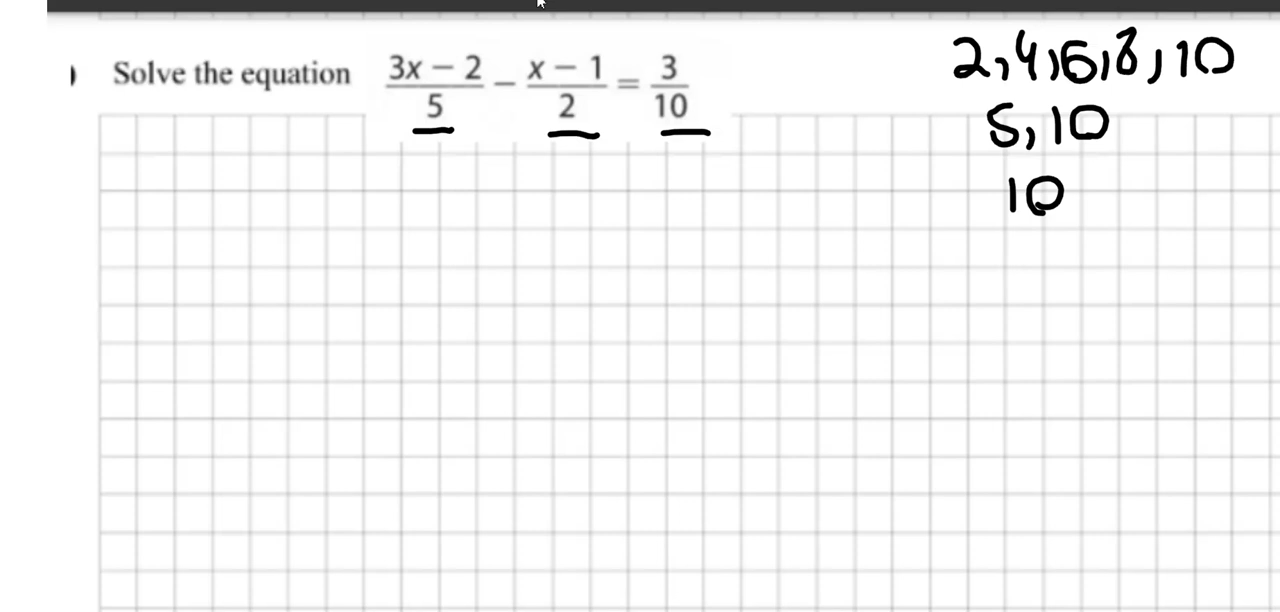 ) Solve the equation (3x − 2)/5 − (x − 1)/2 = 3/10
2,4,6,8,10
5,10
10